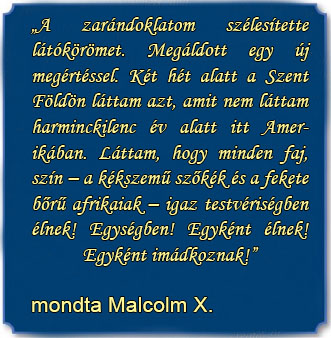 „A zarándoklatom szélesítette
látókörömet. Megáldott egy új
megértéssel. Két hét alatt a Szent
Földön láttam azt, amit nem láttam
harminckilenc év alatt itt Amer-
ikában. Láttam, hogy minden faj,
szín – a kékszemű szőkék és a fekete
bőrű afrikaiak – igaz testvériségben
élnek! Egységben! Egyként élnek!
Egyként imádkoznak!”
mondta Malcolm X.